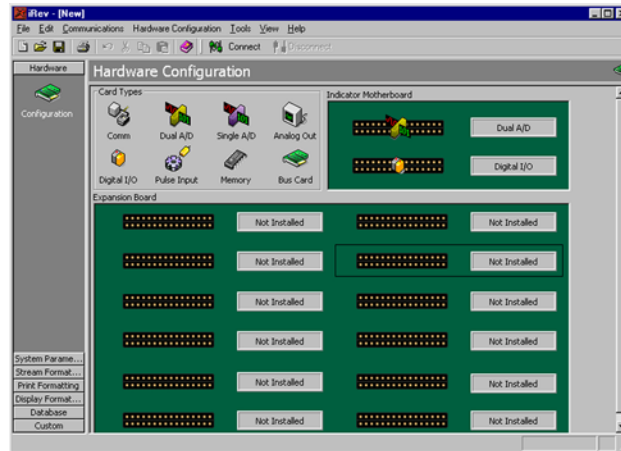 iRev - [New]
File Edit Communications Hardware Configuration Tools View Help
Connect Disconnect
Hardware
Hardware Configuration
Configuration
Card Types
Comm Dual A/D Single A/D Analog Out
Digital I/O Pulse Input Memory Bus Card
Indicator Motherboard
Dual A/D
Digital I/O
Expansion Board
Not Installed Not Installed
Not Installed Not Installed
Not Installed Not Installed
Not Installed Not Installed
Not Installed Not Installed
Not Installed Not Installed
System Parame...
Stream Format...
Print Formatting
Display Format...
Database
Custom